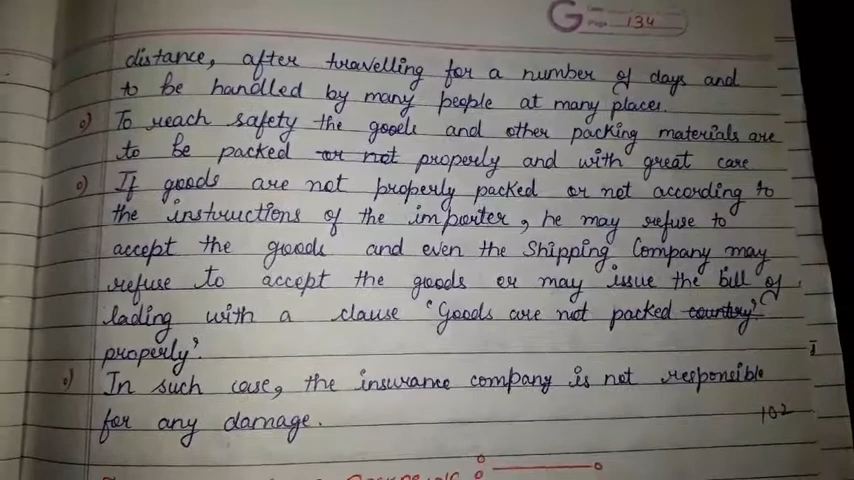 134
distance, after travelling for a number of days and
to be handled by many people at many places.
To reach safety the goods and other packing materials are
to be packed or not properly and with great care
If goods are not properly packed or not according to
the instructions of the importer, he may refuse to
accept the goods and even the Shipping Company may
refuse to accept the goods or may issue the bill of
lading with a clause "Goods are not packed country"
properly".
In such case, the insurance company is not responsible
for any damage.
102